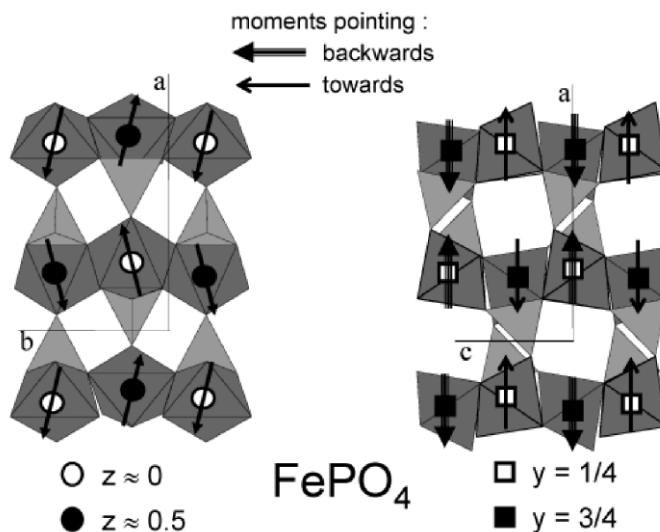 moments pointing :
backwards
towards
a
a
b
c
z ≈ 0
FePO4
y = 1/4
z ≈ 0.5
y = 3/4